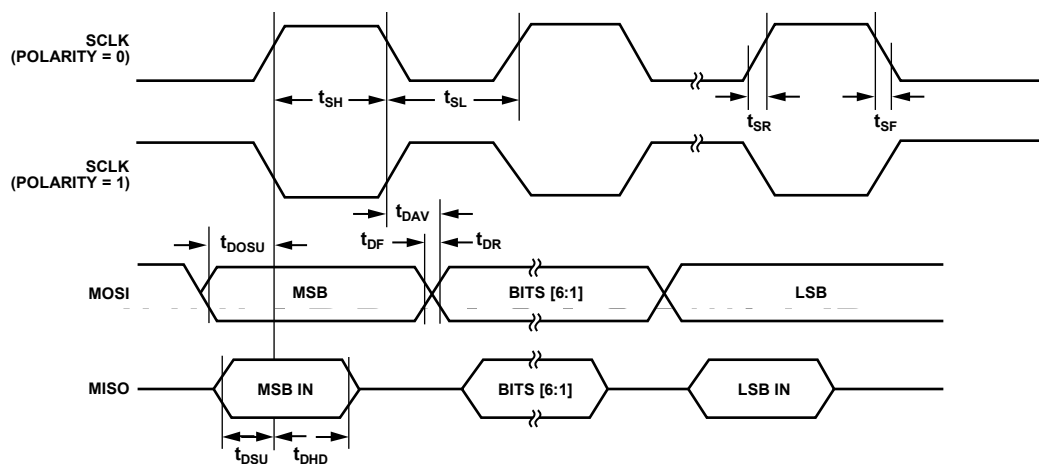 SCLK
(POLARITY = 0)
tSH
tSL
tSR
tSF
SCLK
(POLARITY = 1)
tDAV
tDOSU
tDF
tDR
MOSI
MSB
BITS [6:1]
LSB
MISO
MSB IN
BITS [6:1]
LSB IN
tDSU
tDHD